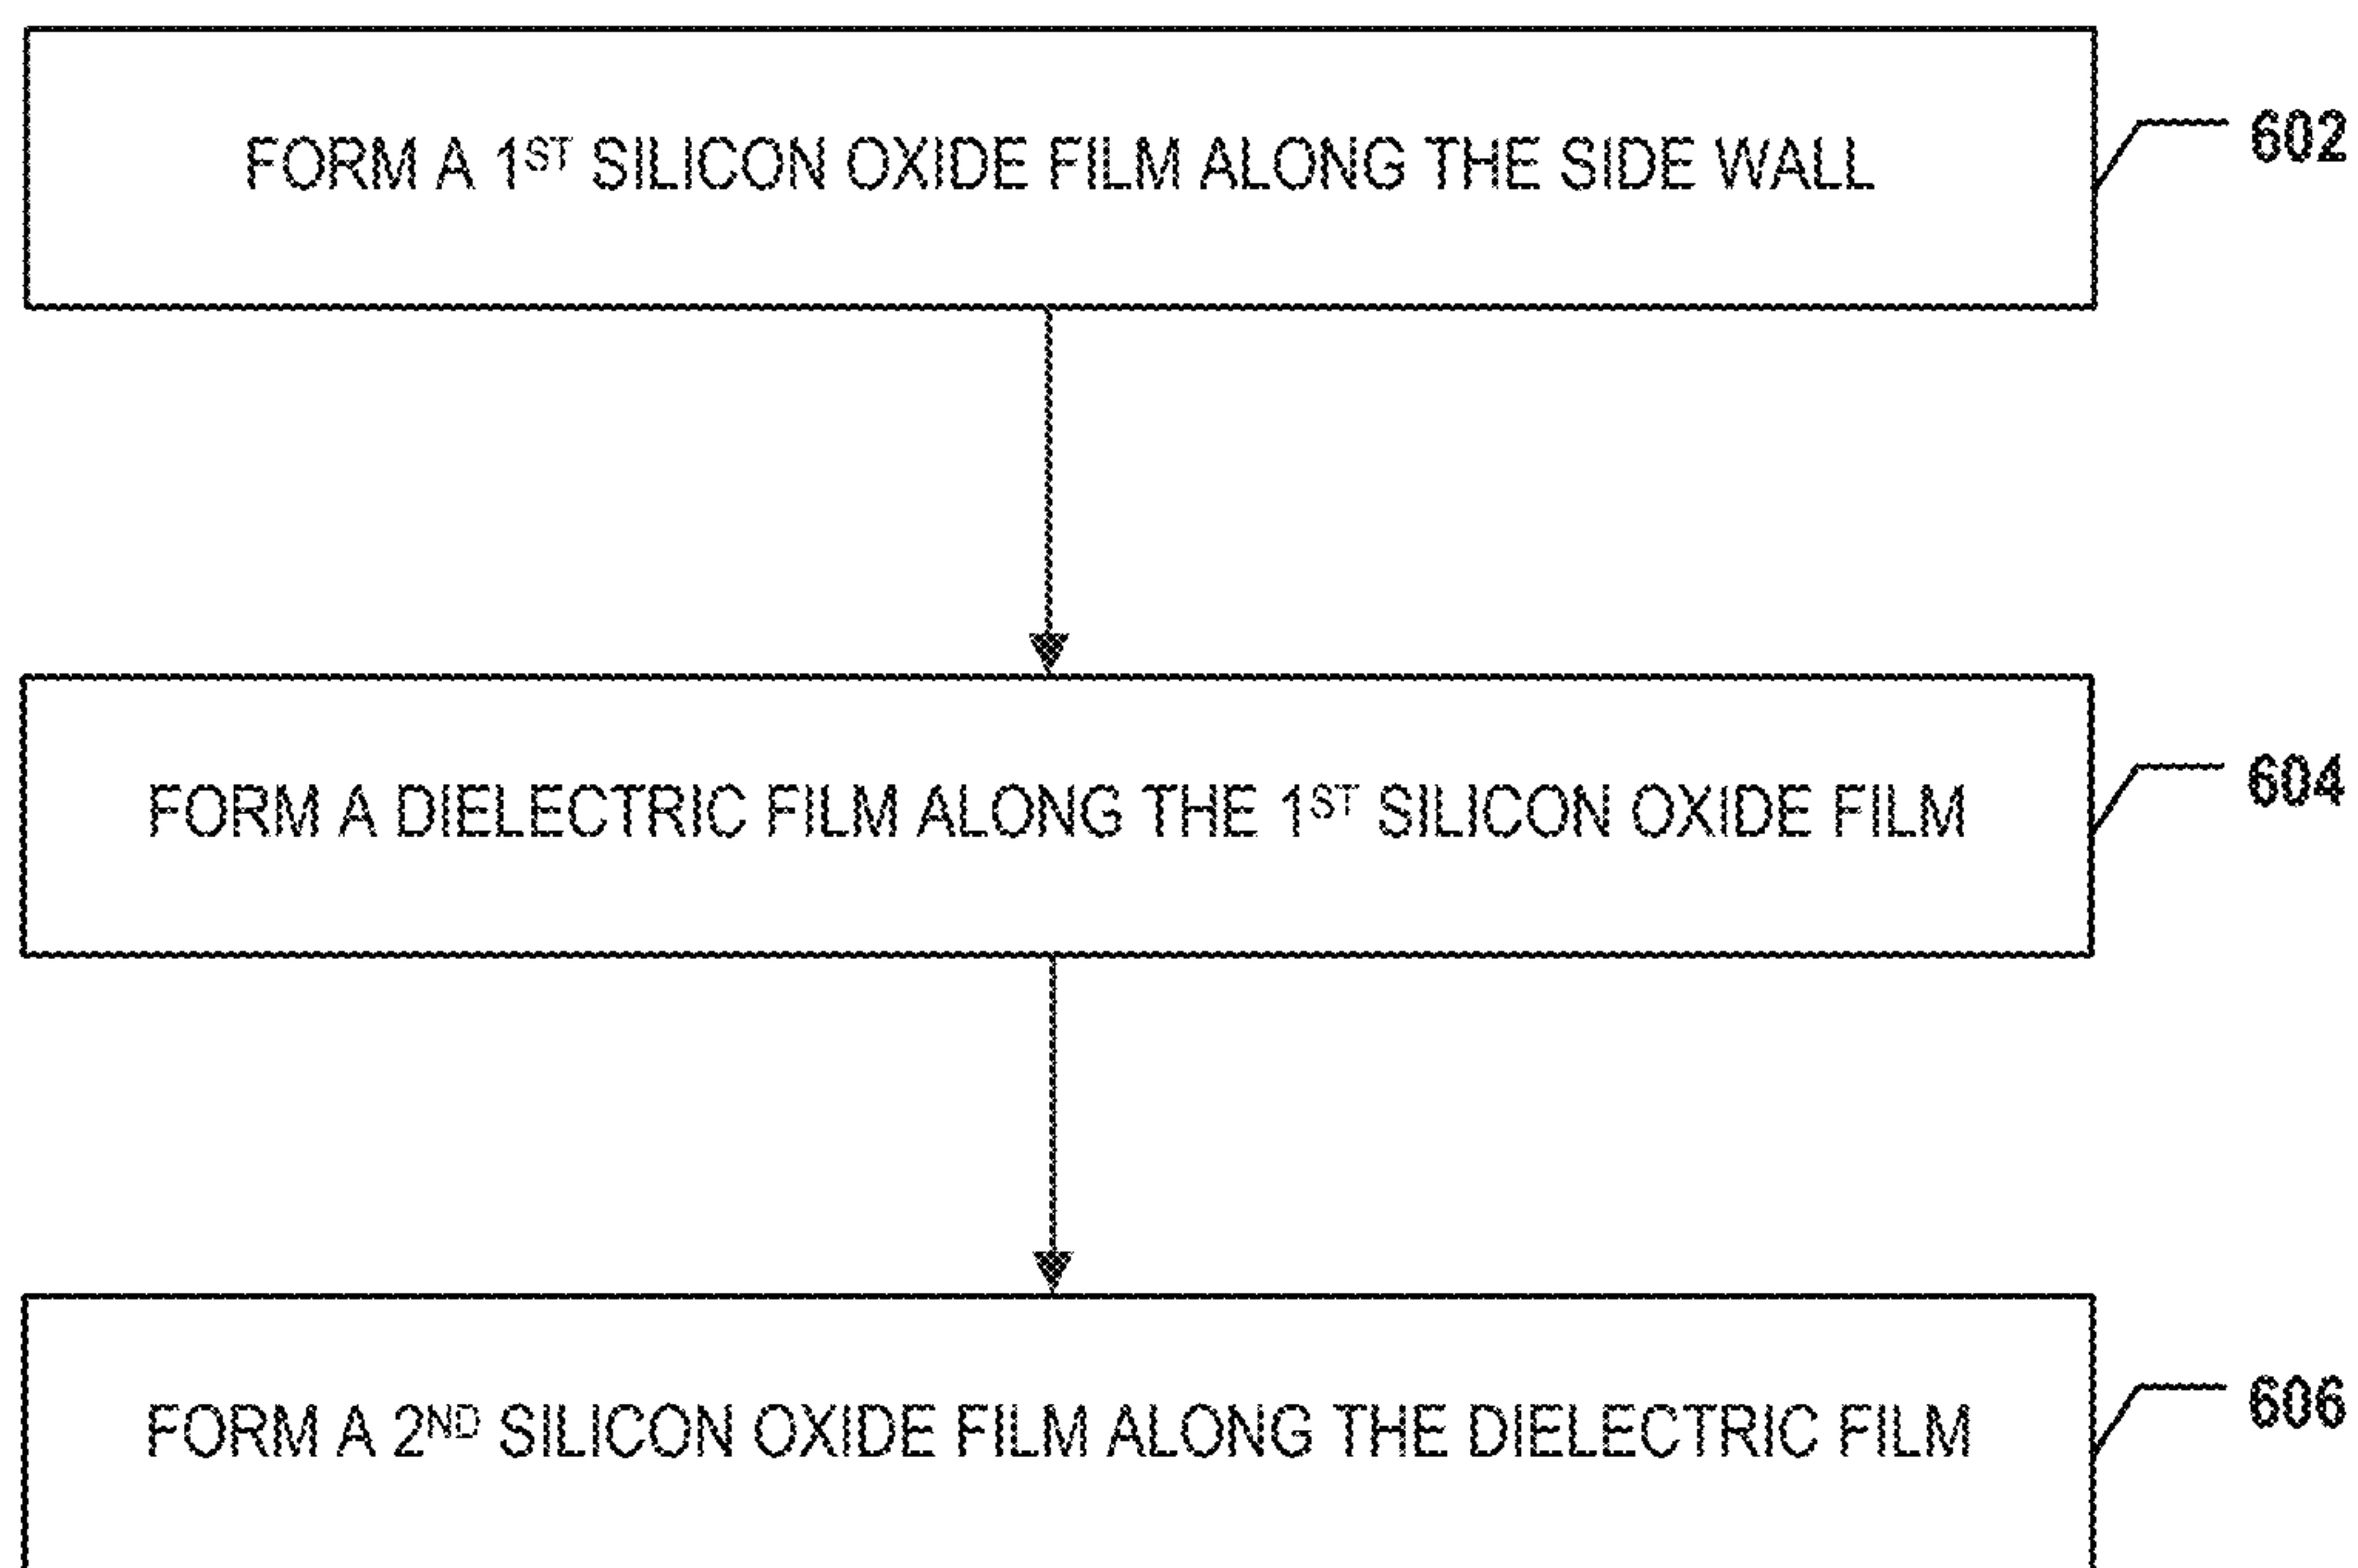 FORM A 1ST SILICON OXIDE FILM ALONG THE SIDE WALL
602
FORM A DIELECTRIC FILM ALONG THE 1ST SILICON OXIDE FILM
604
FORM A 2ND SILICON OXIDE FILM ALONG THE DIELECTRIC FILM
606